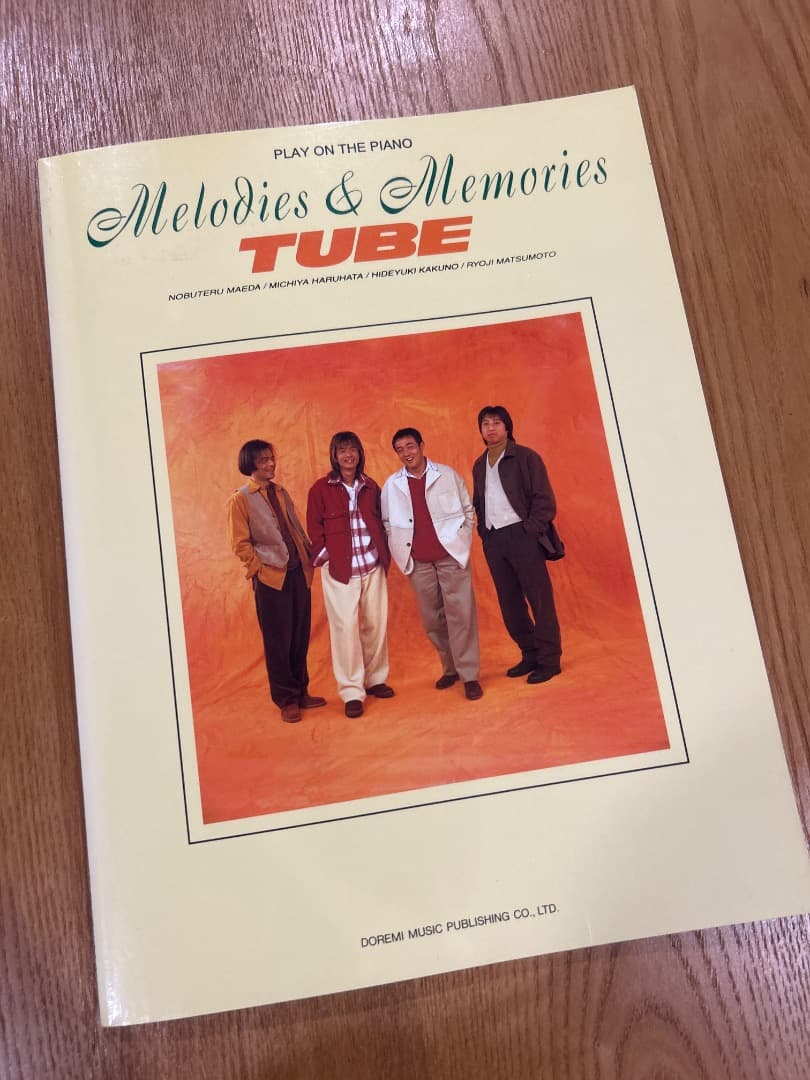 PLAY ON THE PIANO
Melodies & Memories
TUBE
NOBUTERU MAEDA / MICHIYA HARUHATA / HIDEYUKI KAKUNO / RYOJI MATSUMOTO
DOREMI MUSIC PUBLISHING CO., LTD.